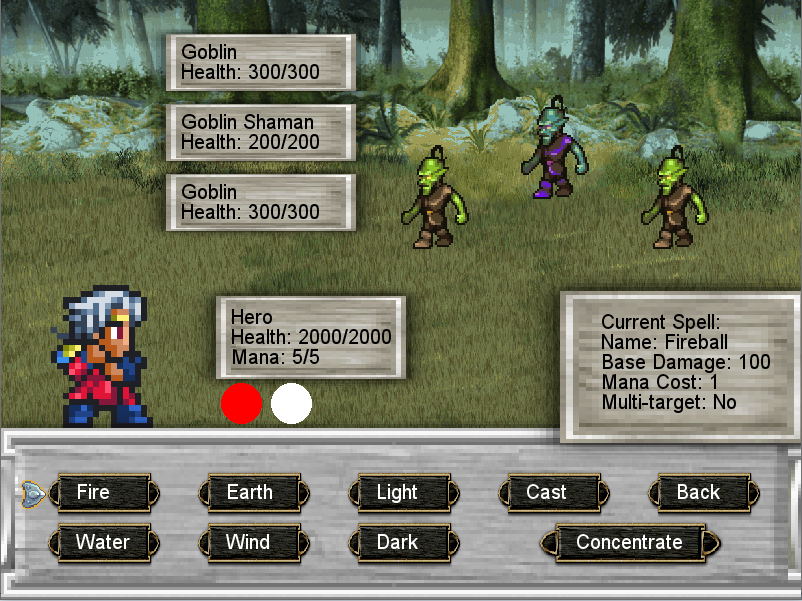 Goblin
Health: 300/300
Goblin Shaman
Health: 200/200
Goblin
Health: 300/300
Hero
Health: 2000/2000
Mana: 5/5
Current Spell:
Name: Fireball
Base Damage: 100
Mana Cost: 1
Multi-target: No
Fire
Earth
Light
Cast
Back
Water
Wind
Dark
Concentrate